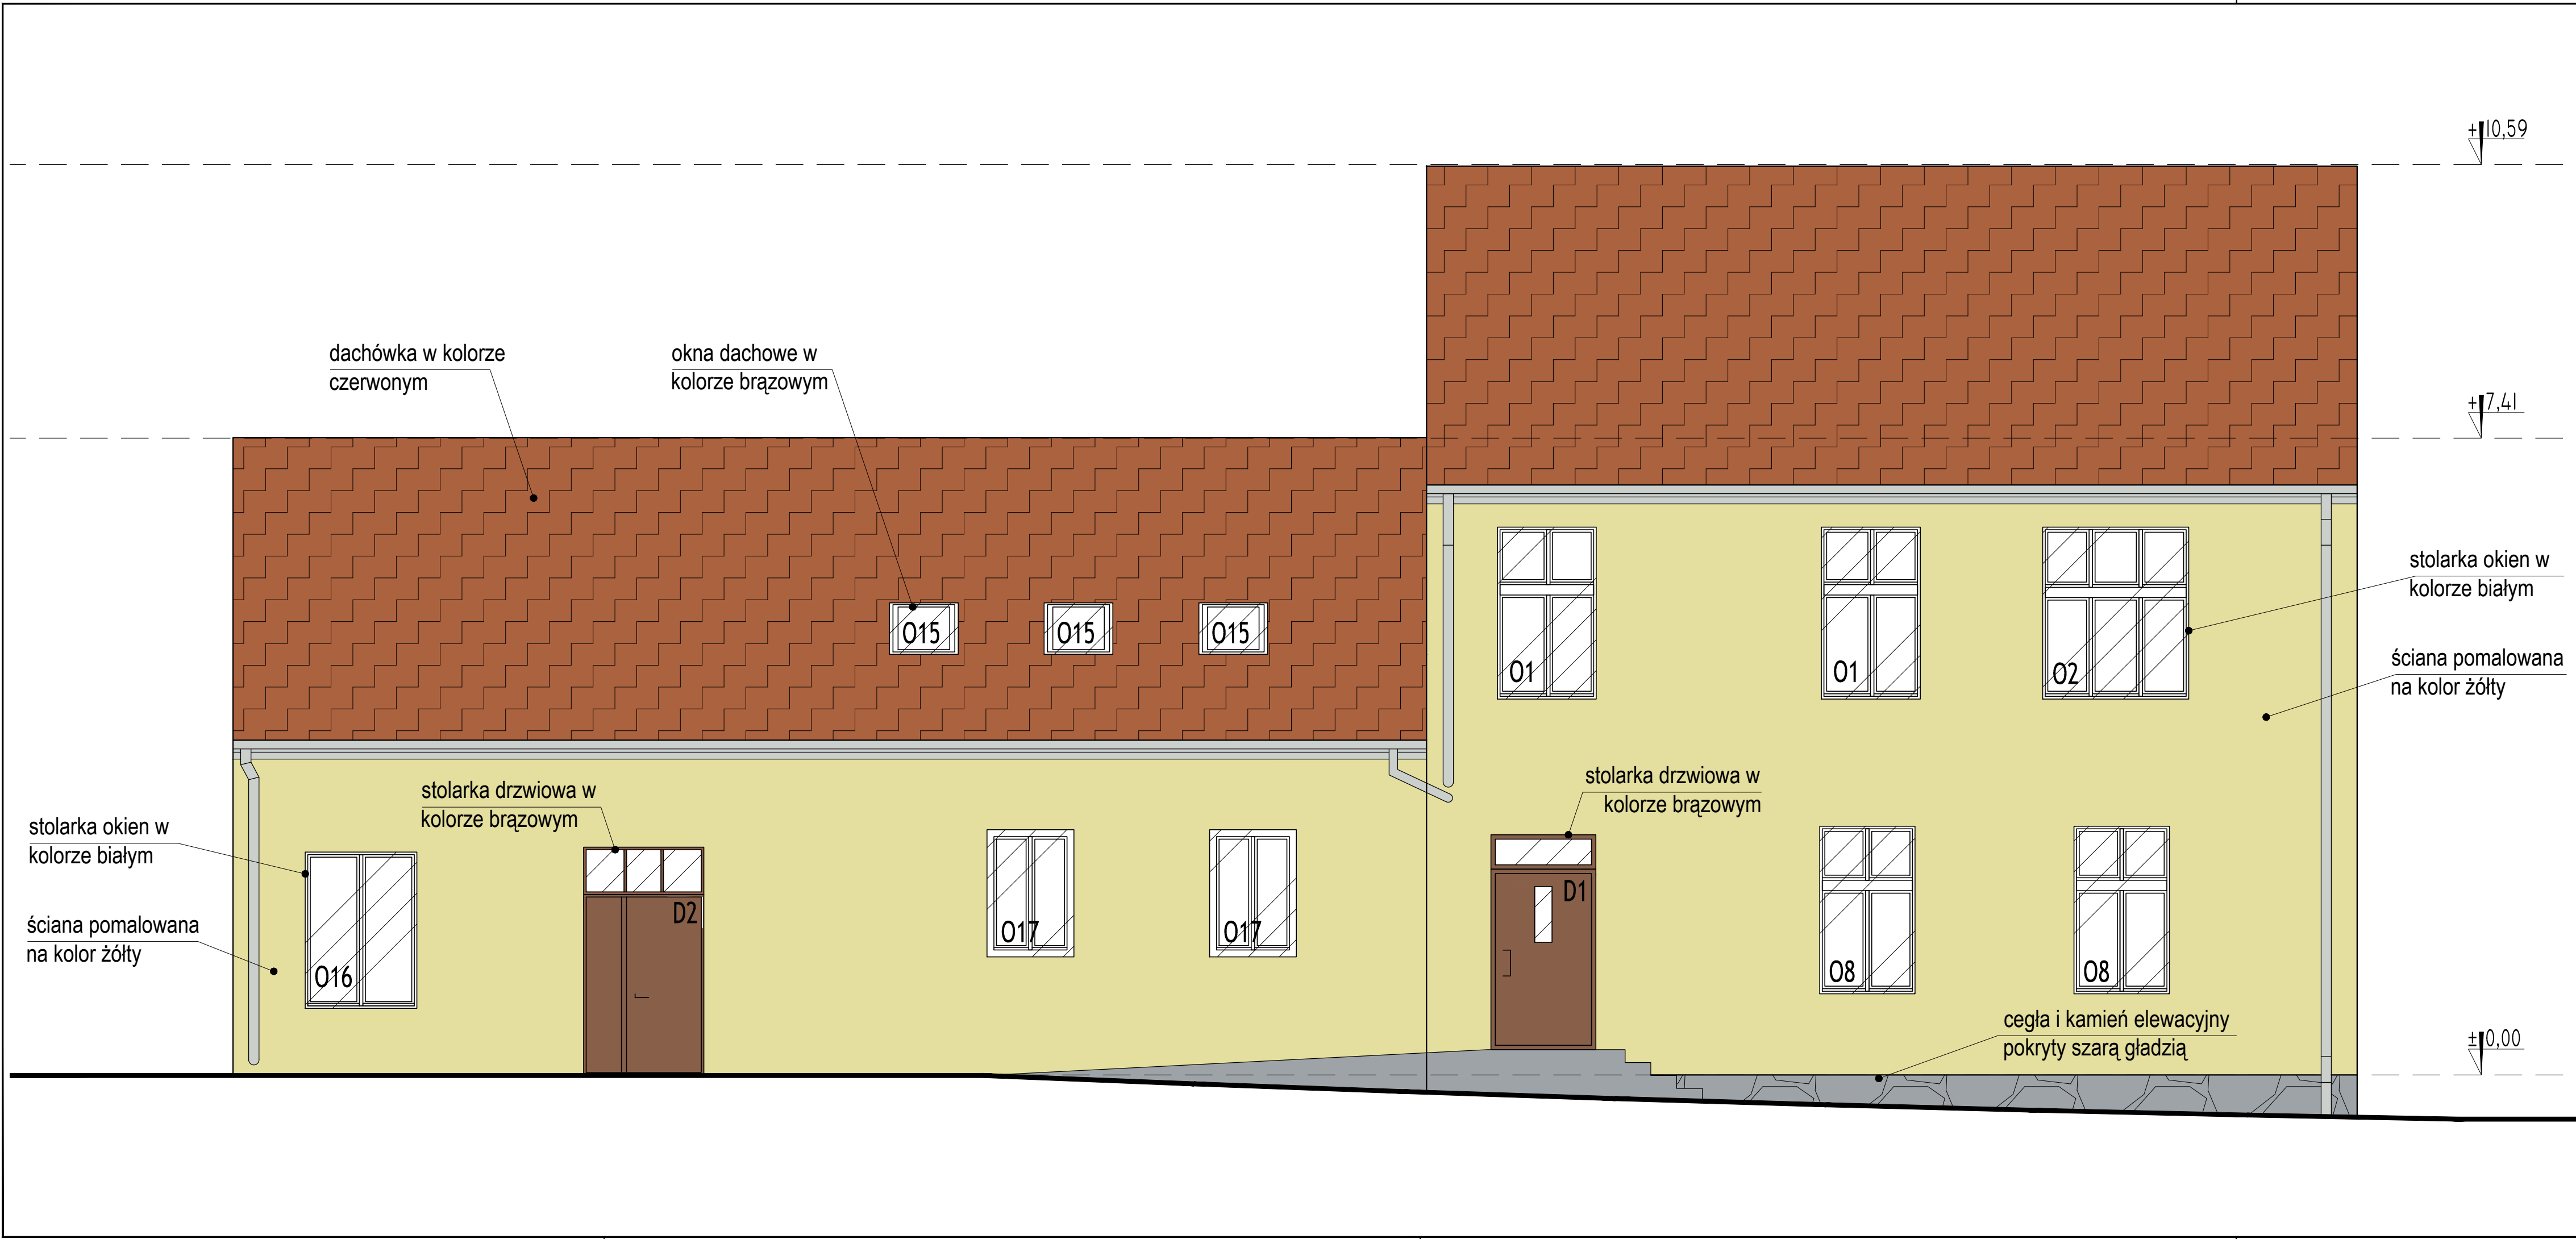 +10,59
dachówka w kolorze
czerwonym
okna dachowe w
kolorze brązowym
+7,41
stolarka okien w
kolorze białym
O15
O15
O15
O1
O1
O2
ściana pomalowana
na kolor żółty
stolarka drzwiowa w
kolorze brązowym
stolarka drzwiowa w
kolorze brązowym
stolarka okien w
kolorze białym
D2
D1
ściana pomalowana
na kolor żółty
O16
O17
O17
O8
O8
cegła i kamień elewacyjny
pokryty szarą gładzią
±0,00